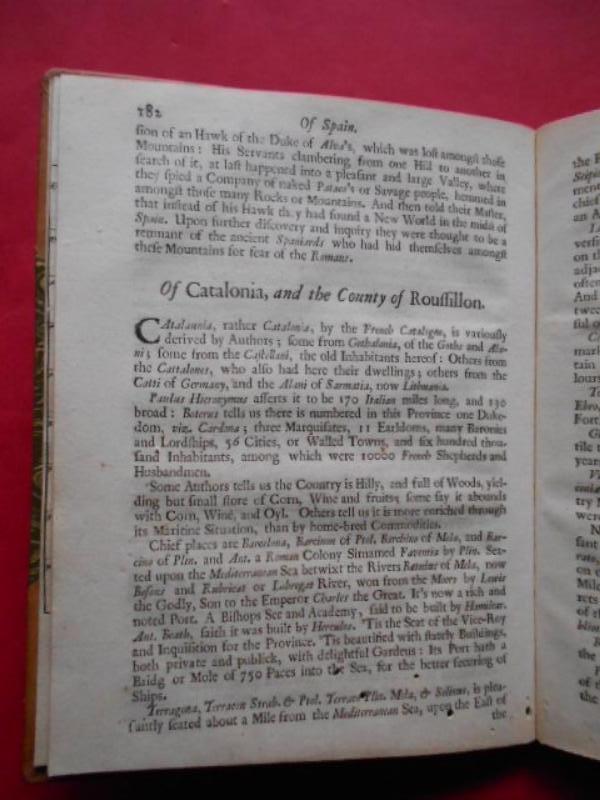 182
Of Spain.
sion of an Hawk of the Duke of Alva's, which was lost amongst those
Mountains: His Servants clambering from one Hill to another in
search of it, at last happened into a pleasant and large Valley, where
they spied a Company of naked Patues's or Savage people, hemmed in
amongst those many Rocks or Mountains. And then told their Master,
that instead of his Hawk they had found a New World in the midst of
Spain. Upon further discovery and inquiry they were thought to be a
remnant of the ancient Spaniards who had hid themselves amongst
these Mountains for fear of the Romans.
Of Catalonia, and the County of Roussillon.
CAtalaunia, rather Catalonia, by the French Catalogne, is variously
derived by Authors; some from Gothalonia, of the Goths and Ala-
ni; some from the Castellani, the old Inhabitants hereof: Others from
the Cattalones, who also had here their dwellings; others from the
Catti of Germany, and the Alani of Sarmatia, now Lithuania.
Paulus Hieronymus asserts it to be 170 Italian miles long, and 130
broad: Boterus tells us there is numbered in this Province one Duke-
dom, viz. Cardona; three Marquisates, 11 Earldoms, many Baronies
and Lordships, 56 Cities, or Walled Towns, and six hundred thou-
sand Inhabitants, among which were 10000 French Shepherds and
Husbandmen.
Some Authors tells us the Country is Hilly, and full of Woods, yiel-
ding but small store of Corn, Wine and fruits; some say it abounds
with Corn, Wine, and Oyl. Others tell us it is more enriched through
its Maritine Situation, than by home-bred Commodities.
Chief places are Barcelona, Barcinum of Ptol. Barchino of Mela, and Bar-
cino of Plin. and Ant. a Roman Colony Sirnamed Faventia by Plin. Sea-
ted upon the Mediterranean Sea betwixt the Rivers Batulus of Mela, now
Besons and Rubricat or Lobregat River, won from the Moors by Lewis
the Godly, Son to the Emperor Charles the Great. It's now a rich and
noted Port. A Bishops See and Academy, said to be built by Hamilcar.
Ant. Beath, saith it was built by Hercules. 'Tis the Seat of the Vice-Roy
and Inquisition for the Province. 'Tis beautified with stately Buildings,
both private and publick, with delightful Gardens: Its Port hath a
Bridg or Mole of 750 Paces into the Sea, for the better securing of
Ships.
Terragona, Terracon Strab. & Ptol. Terraco Plin. Mela, & Solinus, is plea-
santly seated about a Mile from the Mediterranean Sea, upon the East of
the